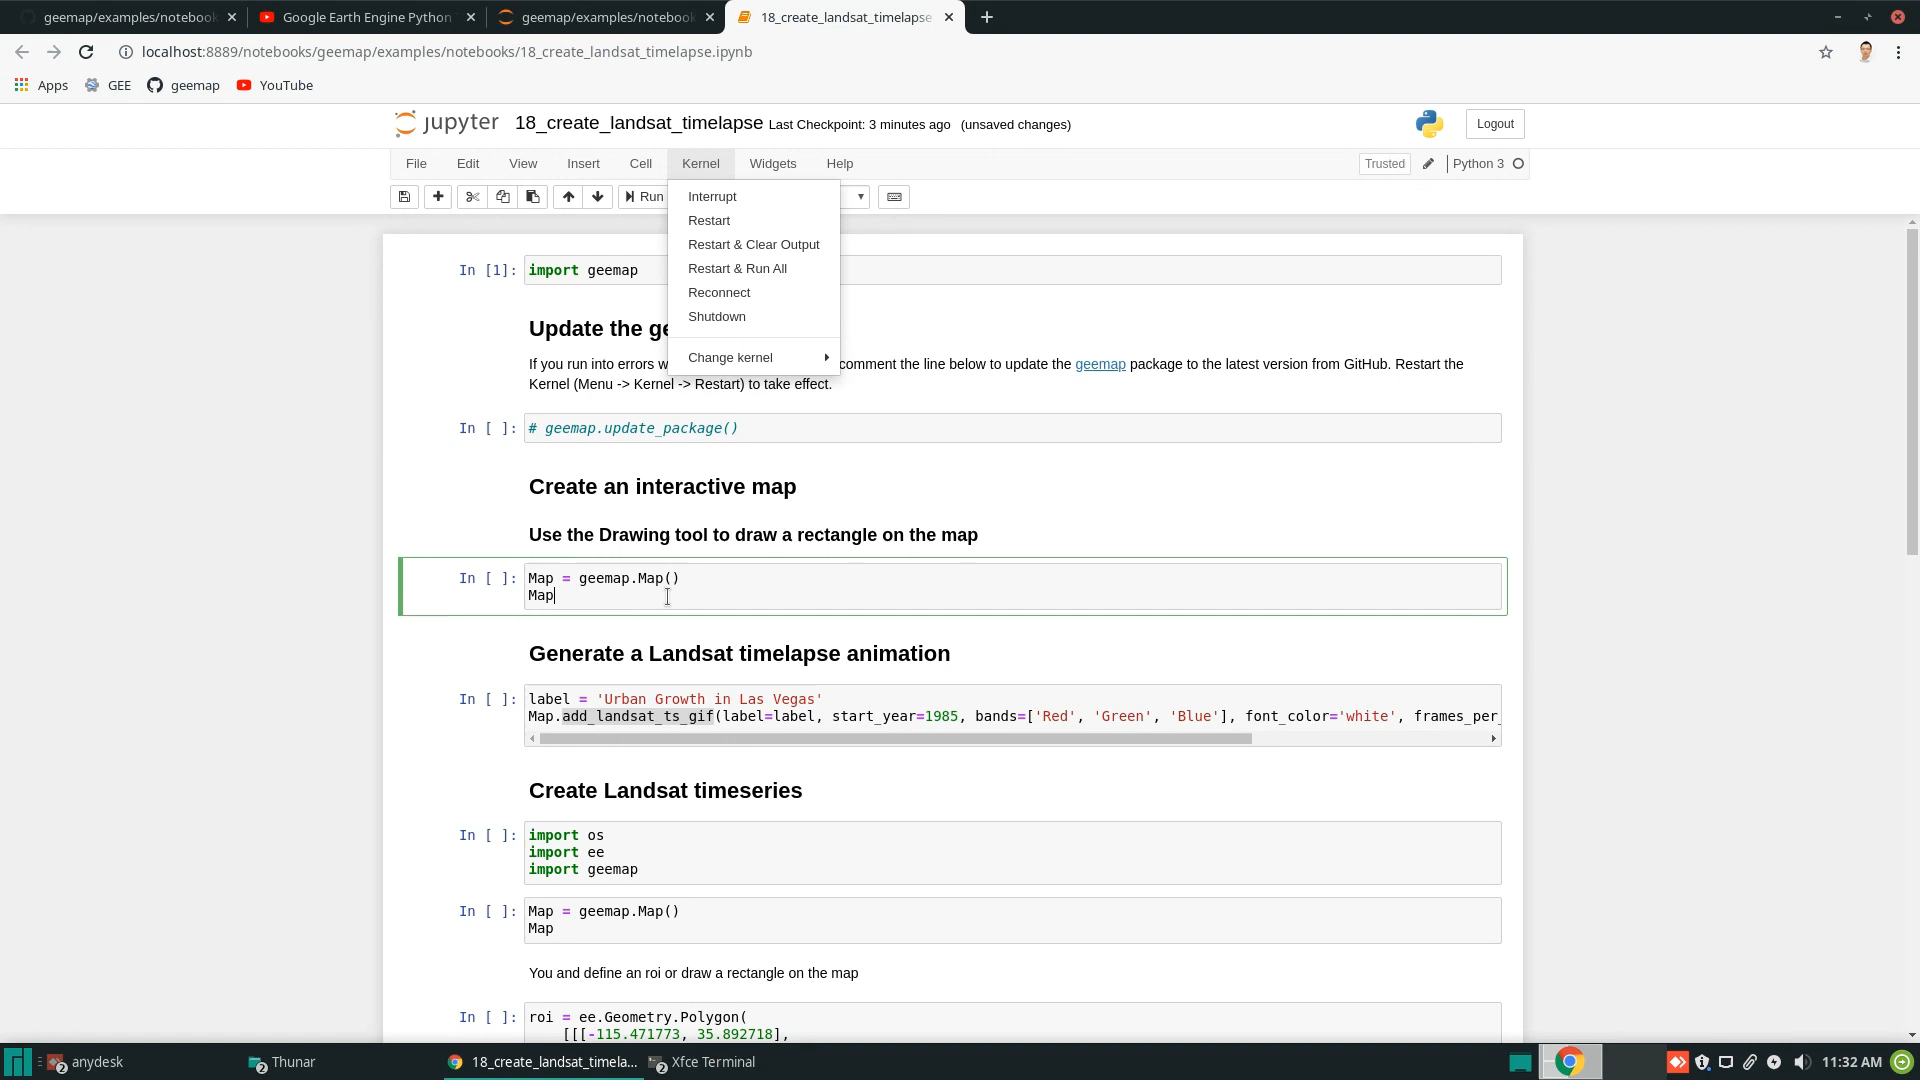 geemap/examples/notebook
Google Earth Engine Python
geemap/examples/notebook
18_create_landsat_timelapse
localhost:8889/notebooks/geemap/examples/notebooks/18_create_landsat_timelapse.ipynb
Apps
GEE
geemap
YouTube
jupyter
18_create_landsat_timelapse Last Checkpoint: 3 minutes ago (unsaved changes)
Logout
File Edit View Insert Cell Kernel Widgets Help
Trusted
Python 3
Run
Interrupt
Restart
Restart & Clear Output
Restart & Run All
Reconnect
Shutdown
Change kernel
In [1]: import geemap
Update the ge
If you run into errors w
comment the line below to update the geemap package to the latest version from GitHub. Restart the
Kernel (Menu -> Kernel -> Restart) to take effect.
In [ ]: # geemap.update_package()
Create an interactive map
Use the Drawing tool to draw a rectangle on the map
In [ ]: Map = geemap.Map()
Map
Generate a Landsat timelapse animation
In [ ]: label = 'Urban Growth in Las Vegas'
Map.add_landsat_ts_gif(label=label, start_year=1985, bands=['Red', 'Green', 'Blue'], font_color='white', frames_per_
Create Landsat timeseries
In [ ]: import os
import ee
import geemap
In [ ]: Map = geemap.Map()
Map
You and define an roi or draw a rectangle on the map
In [ ]: roi = ee.Geometry.Polygon(
[[[-115.471773, 35.892718],
2 anydesk
2 Thunar
18_create_landsat_timela...
2 Xfce Terminal
11:32 AM